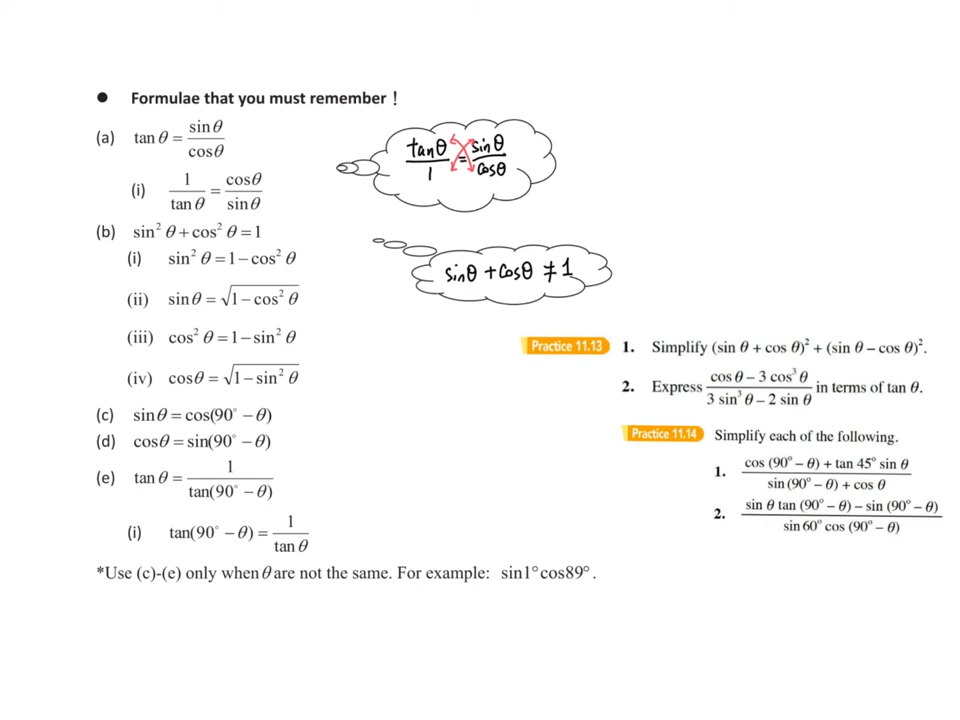 ● Formulae that you must remember !
(a) tan θ = sin θ / cos θ
(i) 1 / tan θ = cos θ / sin θ
tan θ / 1 = sin θ / cos θ
(b) sin² θ + cos² θ = 1
(i) sin² θ = 1 − cos² θ
sin θ + cos θ ≠ 1
(ii) sin θ = √(1 − cos² θ)
(iii) cos² θ = 1 − sin² θ
(iv) cos θ = √(1 − sin² θ)
(c) sin θ = cos(90° − θ)
(d) cos θ = sin(90° − θ)
(e) tan θ = 1 / tan(90° − θ)
(i) tan(90° − θ) = 1 / tan θ
*Use (c)-(e) only when θ are not the same. For example: sin1° cos89°.
Practice 11.13 1. Simplify (sin θ + cos θ)² + (sin θ − cos θ)².
2. Express (cos θ − 3 cos³ θ) / (3 sin³ θ − 2 sin θ) in terms of tan θ.
Practice 11.14 Simplify each of the following.
1. (cos (90° − θ) + tan 45° sin θ) / (sin (90° − θ) + cos θ)
2. (sin θ tan (90° − θ) − sin (90° − θ)) / (sin 60° cos (90° − θ))